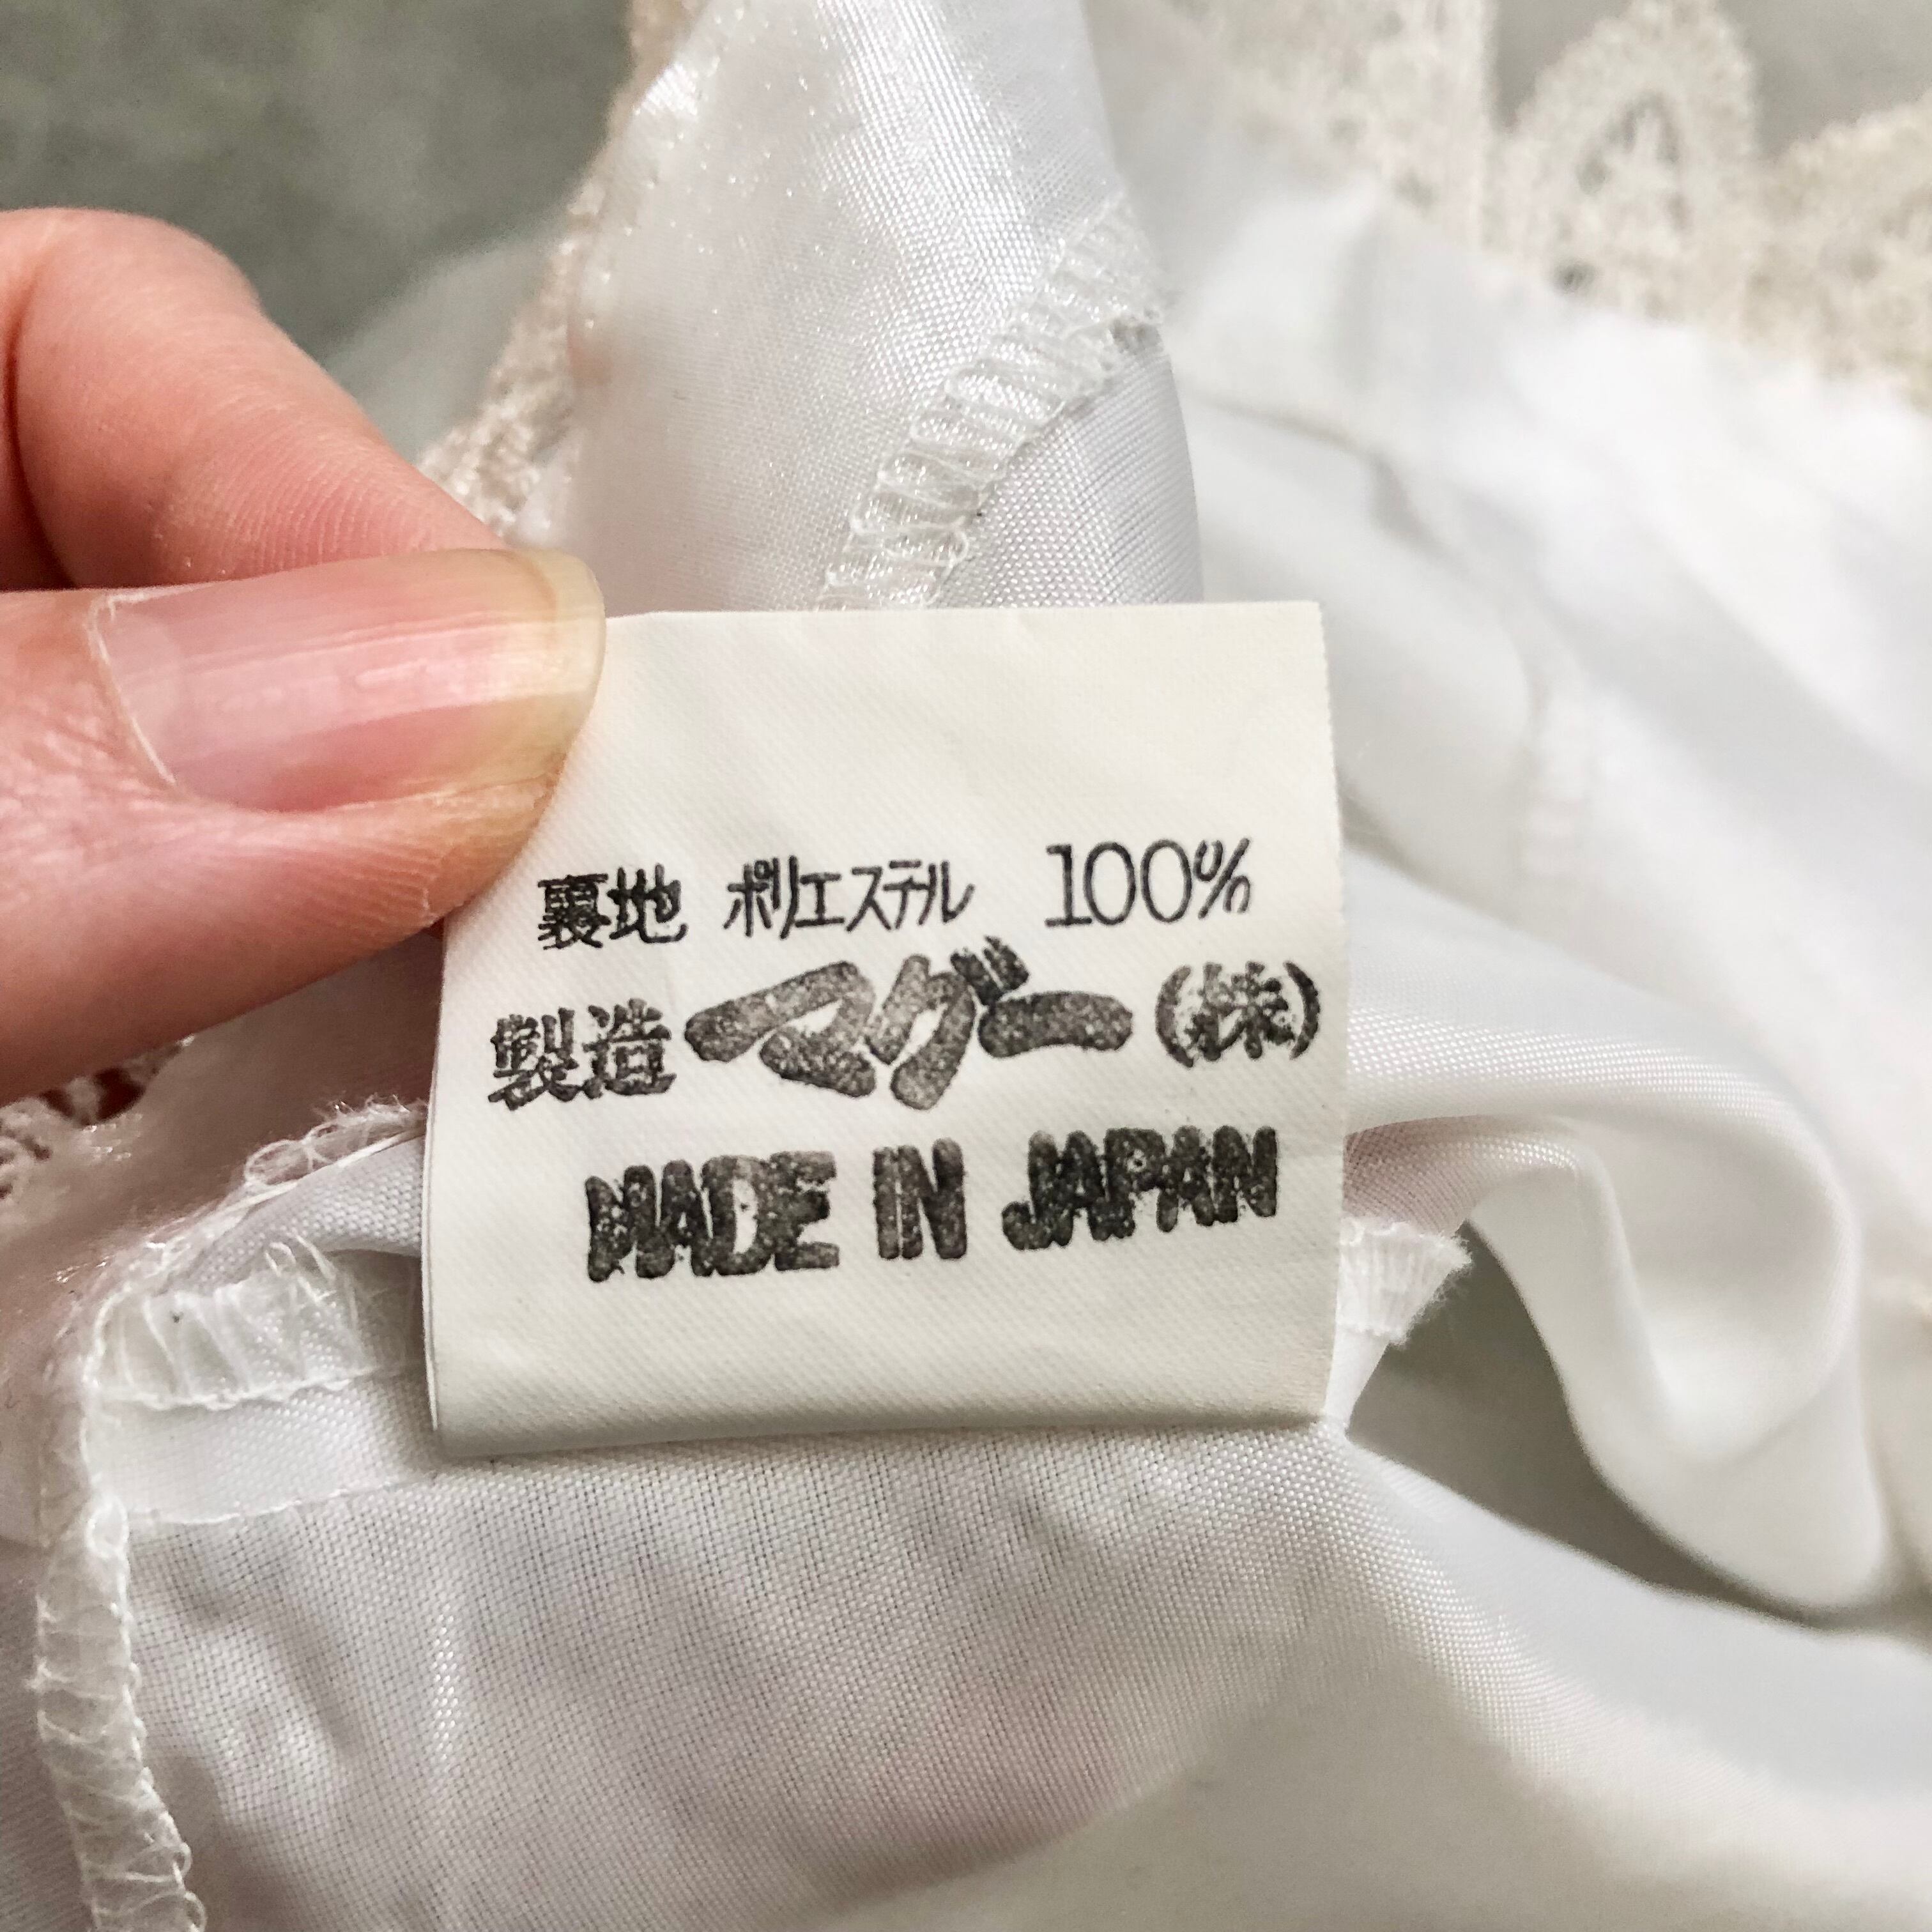 裏地 ポリエステル 100%
製造 マグー(株)
MADE IN JAPAN